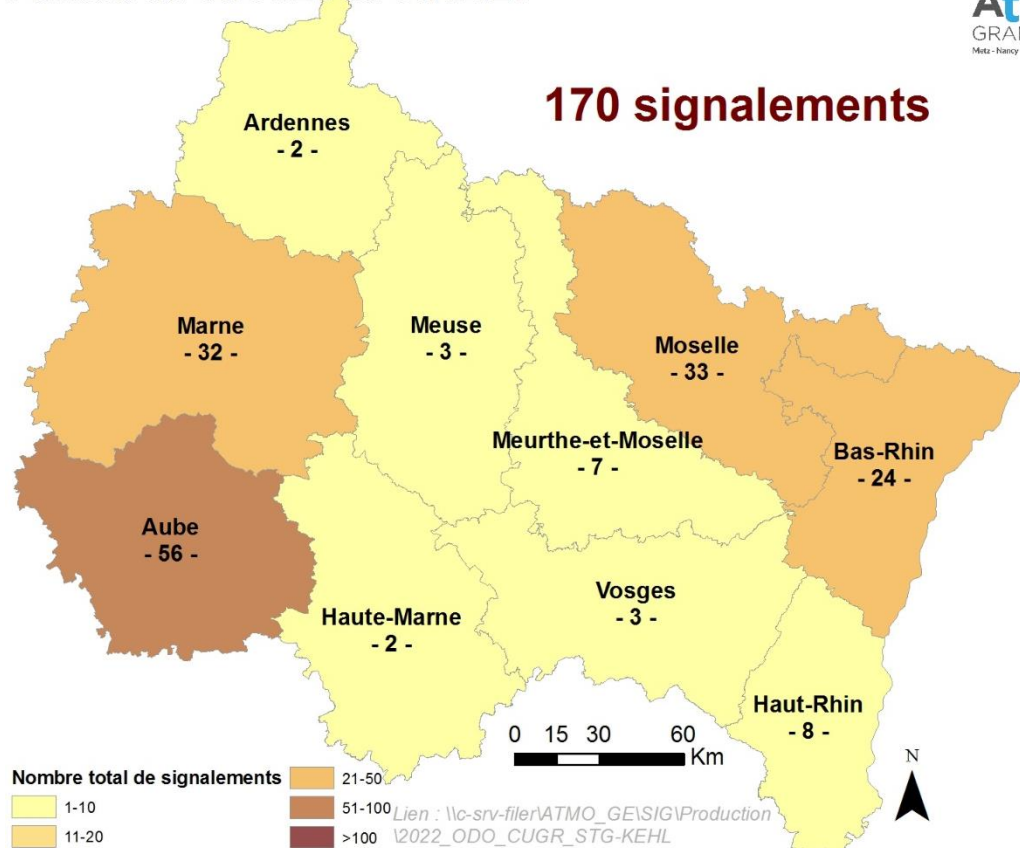 GRAN
Metz - Nancy
170 signalements
Ardennes
- 2 -
Marne
- 32 -
Meuse
- 3 -
Moselle
- 33 -
Meurthe-et-Moselle
- 7 -
Bas-Rhin
- 24 -
Aube
- 56 -
Haute-Marne
- 2 -
Vosges
- 3 -
Haut-Rhin
- 8 -
0 15 30 60
Km
N
Nombre total de signalements
1-10
11-20
21-50
51-100
>100
Lien : \\c-srv-filer\ATMO_GE\SIG\Production
\2022_ODO_CUGR_STG-KEHL